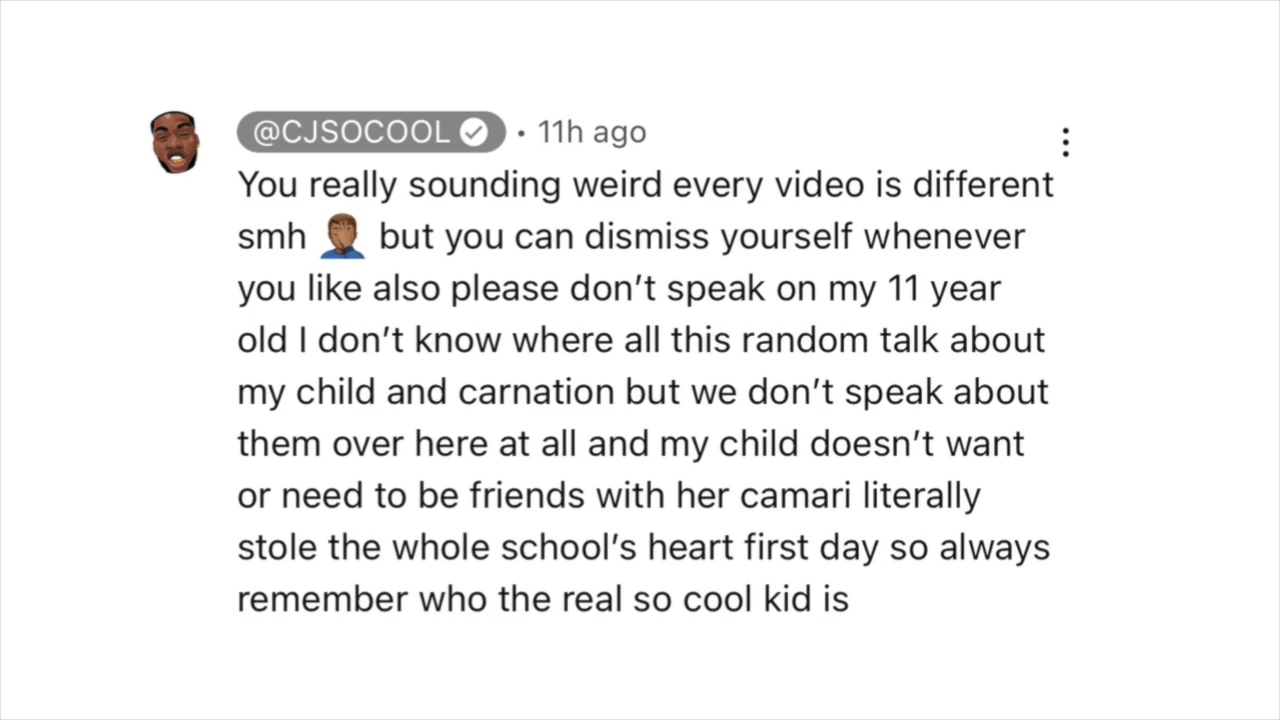 @CJSOCOOL • 11h ago
You really sounding weird every video is different
smh 🤦🏾‍♂️ but you can dismiss yourself whenever
you like also please don’t speak on my 11 year
old I don’t know where all this random talk about
my child and carnation but we don’t speak about
them over here at all and my child doesn’t want
or need to be friends with her camari literally
stole the whole school’s heart first day so always
remember who the real so cool kid is